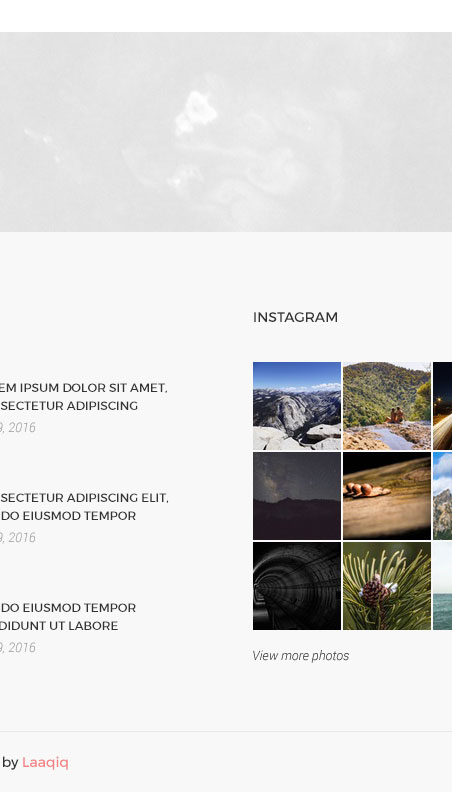 INSTAGRAM
EM IPSUM DOLOR SIT AMET,
SECTETUR ADIPISCING
9, 2016
SECTETUR ADIPISCING ELIT,
DO EIUSMOD TEMPOR
9, 2016
DO EIUSMOD TEMPOR
DIDUNT UT LABORE
9, 2016
View more photos
by Laaqiq